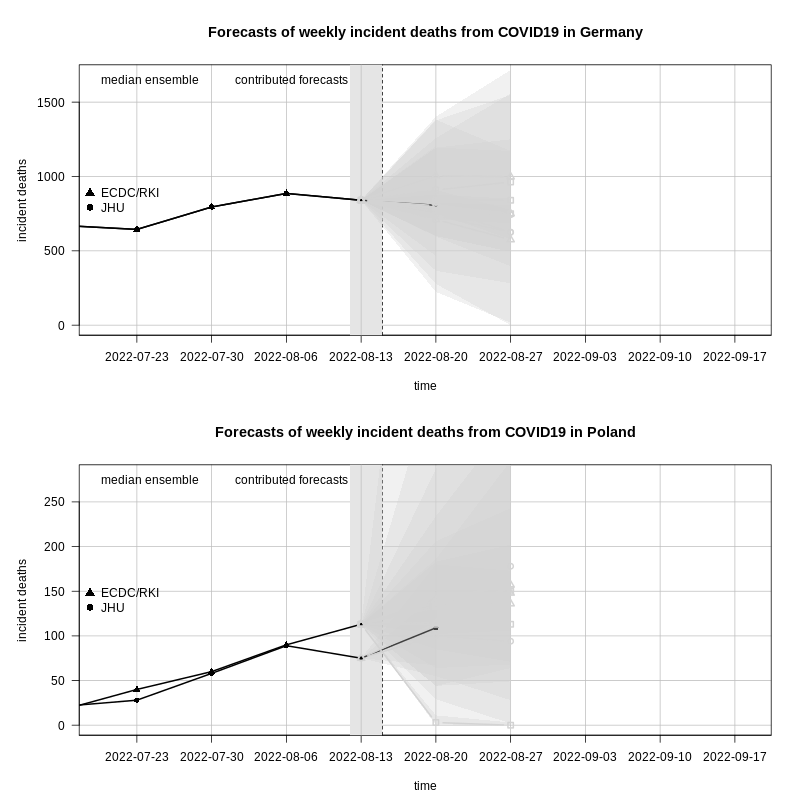 Forecasts of weekly incident deaths from COVID19 in Germany
median ensemble contributed forecasts
1500
1000
500
0
incident deaths
ECDC/RKI
JHU
2022-07-23 2022-07-30 2022-08-06 2022-08-13 2022-08-20 2022-08-27 2022-09-03 2022-09-10 2022-09-17
time
Forecasts of weekly incident deaths from COVID19 in Poland
median ensemble contributed forecasts
250
200
150
100
50
0
incident deaths
ECDC/RKI
JHU
2022-07-23 2022-07-30 2022-08-06 2022-08-13 2022-08-20 2022-08-27 2022-09-03 2022-09-10 2022-09-17
time